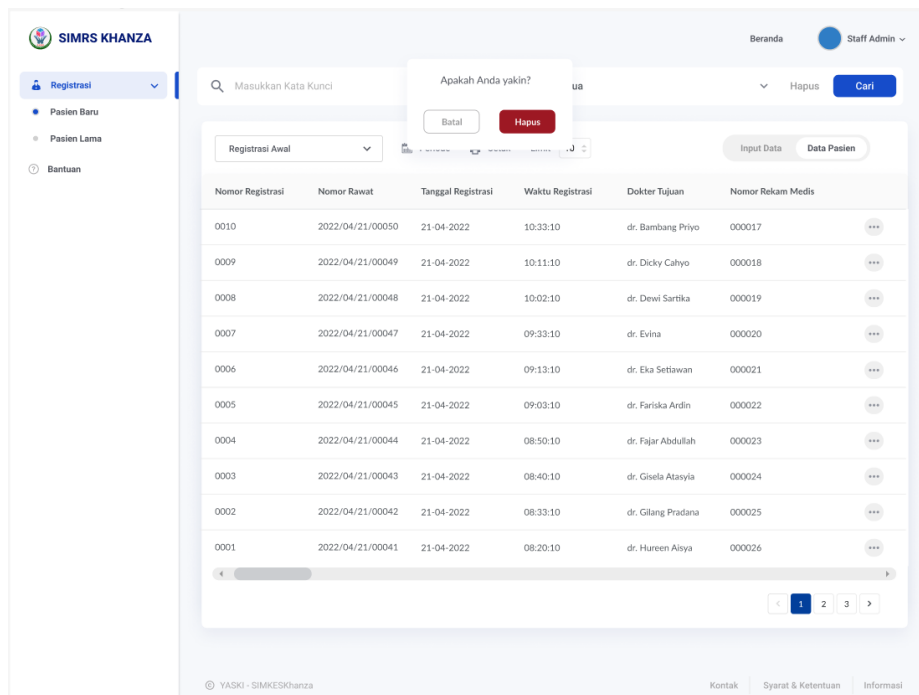 SIMRS KHANZA
Beranda
Staff Admin
Registrasi
Pasien Baru
Pasien Lama
Bantuan
Masukkan Kata Kunci
Hapus
Cari
Apakah Anda yakin?
Batal
Hapus
Registrasi Awal
Input Data
Data Pasien
Nomor Registrasi Nomor Rawat Tanggal Registrasi Waktu Registrasi Dokter Tujuan Nomor Rekam Medis
0010 2022/04/21/00050 21-04-2022 10:33:10 dr. Bambang Priyo 000017
0009 2022/04/21/00049 21-04-2022 10:11:10 dr. Dicky Cahyo 000018
0008 2022/04/21/00048 21-04-2022 10:02:10 dr. Dewi Sartika 000019
0007 2022/04/21/00047 21-04-2022 09:33:10 dr. Evina 000020
0006 2022/04/21/00046 21-04-2022 09:13:10 dr. Eka Setiawan 000021
0005 2022/04/21/00045 21-04-2022 09:03:10 dr. Fariska Ardin 000022
0004 2022/04/21/00044 21-04-2022 08:50:10 dr. Fajar Abdullah 000023
0003 2022/04/21/00043 21-04-2022 08:40:10 dr. Gisela Atasyia 000024
0002 2022/04/21/00042 21-04-2022 08:33:10 dr. Gilang Pradana 000025
0001 2022/04/21/00041 21-04-2022 08:20:10 dr. Hureen Aisya 000026
1 2 3
© YASKI - SIMKESKhanza
Kontak Syarat & Ketentuan Informasi